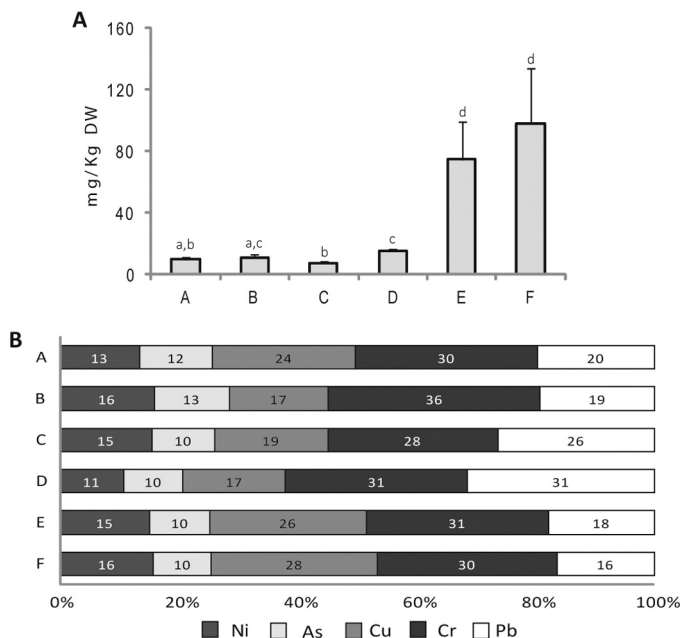 A
160
120
80
40
0
mg/Kg DW
a,b
a,c
b
c
d
d
A B C D E F
B
A 13 12 24 30 20
B 16 13 17 36 19
C 15 10 19 28 26
D 11 10 17 31 31
E 15 10 26 31 18
F 16 10 28 30 16
0% 20% 40% 60% 80% 100%
Ni As Cu Cr Pb